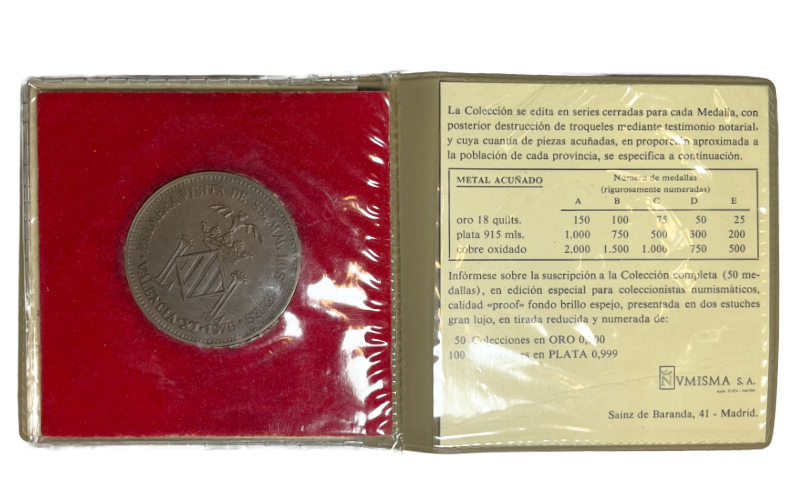 PRIMERA VISITA DE SS. MM. LOS REYES
VALENCIA · XI · 1976
La Colección se edita en series cerradas para cada Medalla, con
posterior destrucción de troqueles mediante testimonio notarial,
y cuya cuantía de piezas acuñadas, en proporción aproximada a
la población de cada provincia, se especifica a continuación.
METAL ACUÑADO
Número de medallas
(rigurosamente numeradas)
A B C D E
oro 18 quilts. 150 100 75 50 25
plata 915 mls. 1.000 750 500 300 200
cobre oxidado 2.000 1.500 1.000 750 500
Infórmese sobre la suscripción a la Colección completa (50 me-
dallas), en edición especial para coleccionistas numismáticos,
calidad «proof» fondo brillo espejo, presentada en dos estuches
gran lujo, en tirada reducida y numerada de:
50 Colecciones en ORO
100 en PLATA 0,999
NVMISMA S.A.
Sainz de Baranda, 41 - Madrid.